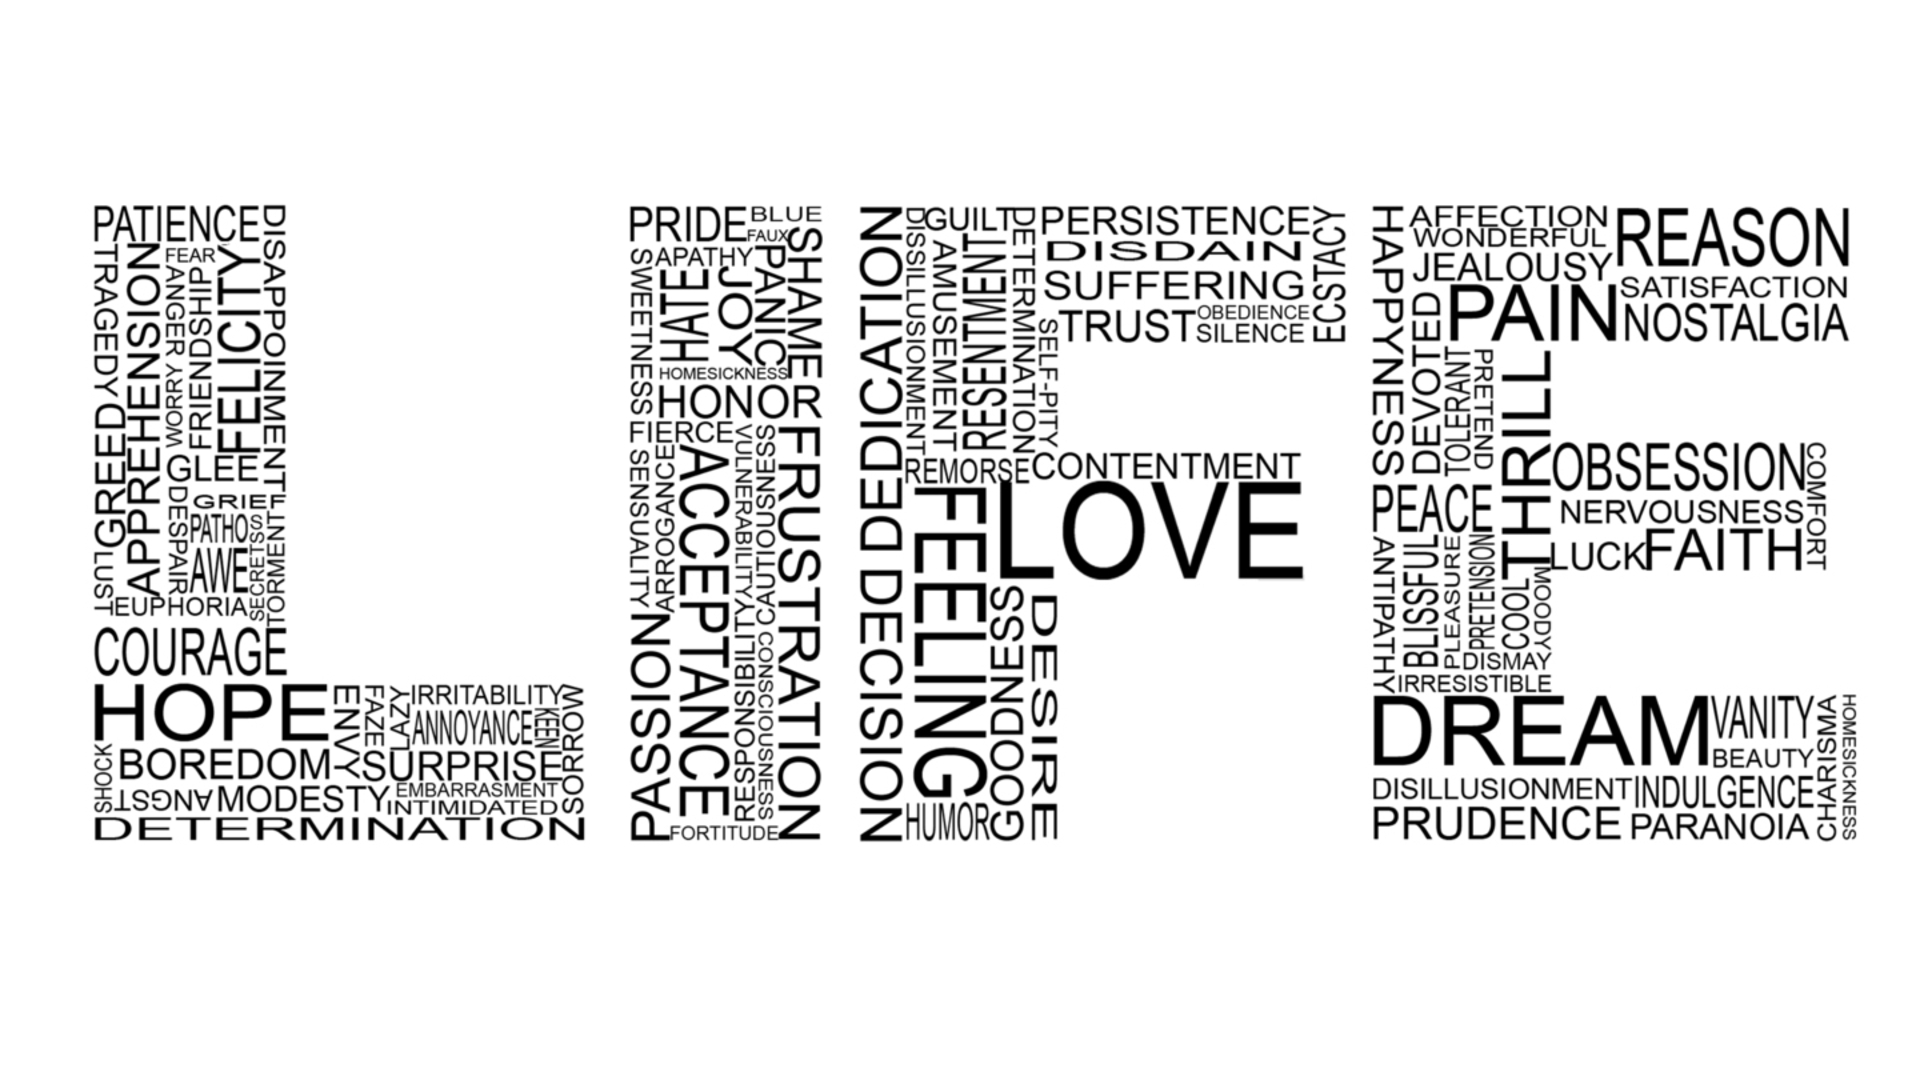 PATIENCE
DISAPPOINTMENT
TRAGEDY
APPREHENSION
FEAR
ANGER
FRIENDSHIP
FELICITY
WORRY
GREED
GLEE
GRIEF
DESPAIR
PATHOS
SECRETSS
TORMENT
AWE
LUST
EUPHORIA
COURAGE
HOPE
ENVY
FAZE
LAZY
IRRITABILITY
ANNOYANCE
KEEN
SORROW
SHOCK
BOREDOM
SURPRISE
ANGST
MODESTY
EMBARRASMENT
INTIMIDATED
DETERMINATION
PRIDE
BLUE
FAUX
SHAME
SWEETNESS
APATHY
HATE
JOY
PANIC
HOMESICKNESS
HONOR
FIERCE
SENSUALITY
ARROGANCE
ACCEPTANCE
VULNERABILITY
CAUTIOUSNESS
FRUSTRATION
PASSION
RESPONSIBILITY
CONSCIOUSNESS
FORTITUDE
DEDICATION
DISSILLUSIONMENT
GUILT
AMUSEMENT
RESENTIMENT
DETERMINATION
PERSISTENCE
DISDAIN
SUFFERING
ECSTACY
SELF-PITY
TRUST
OBEDIENCE
SILENCE
REMORSE
CONTENTMENT
DECISION
FEELING
LOVE
GOODNESS
DESIRE
HUMOR
HAPPYNESS
AFFECTION
WONDERFUL
JEALOUSY
REASON
PAIN
SATISFACTION
NOSTALGIA
DEVOTED
TOLERANT
PRETEND
THRILL
OBSESSION
COMFORT
PEACE
NERVOUSNESS
LUCK
FAITH
ANTIPATHY
BLISSFUL
PLEASURE
PRETENSION
COOL
MOODY
DISMAY
IRRESISTIBLE
DREAM
VANITY
BEAUTY
CHARISMA
HOMESICKNESS
DISILLUSIONMENT
INDULGENCE
PRUDENCE
PARANOIA